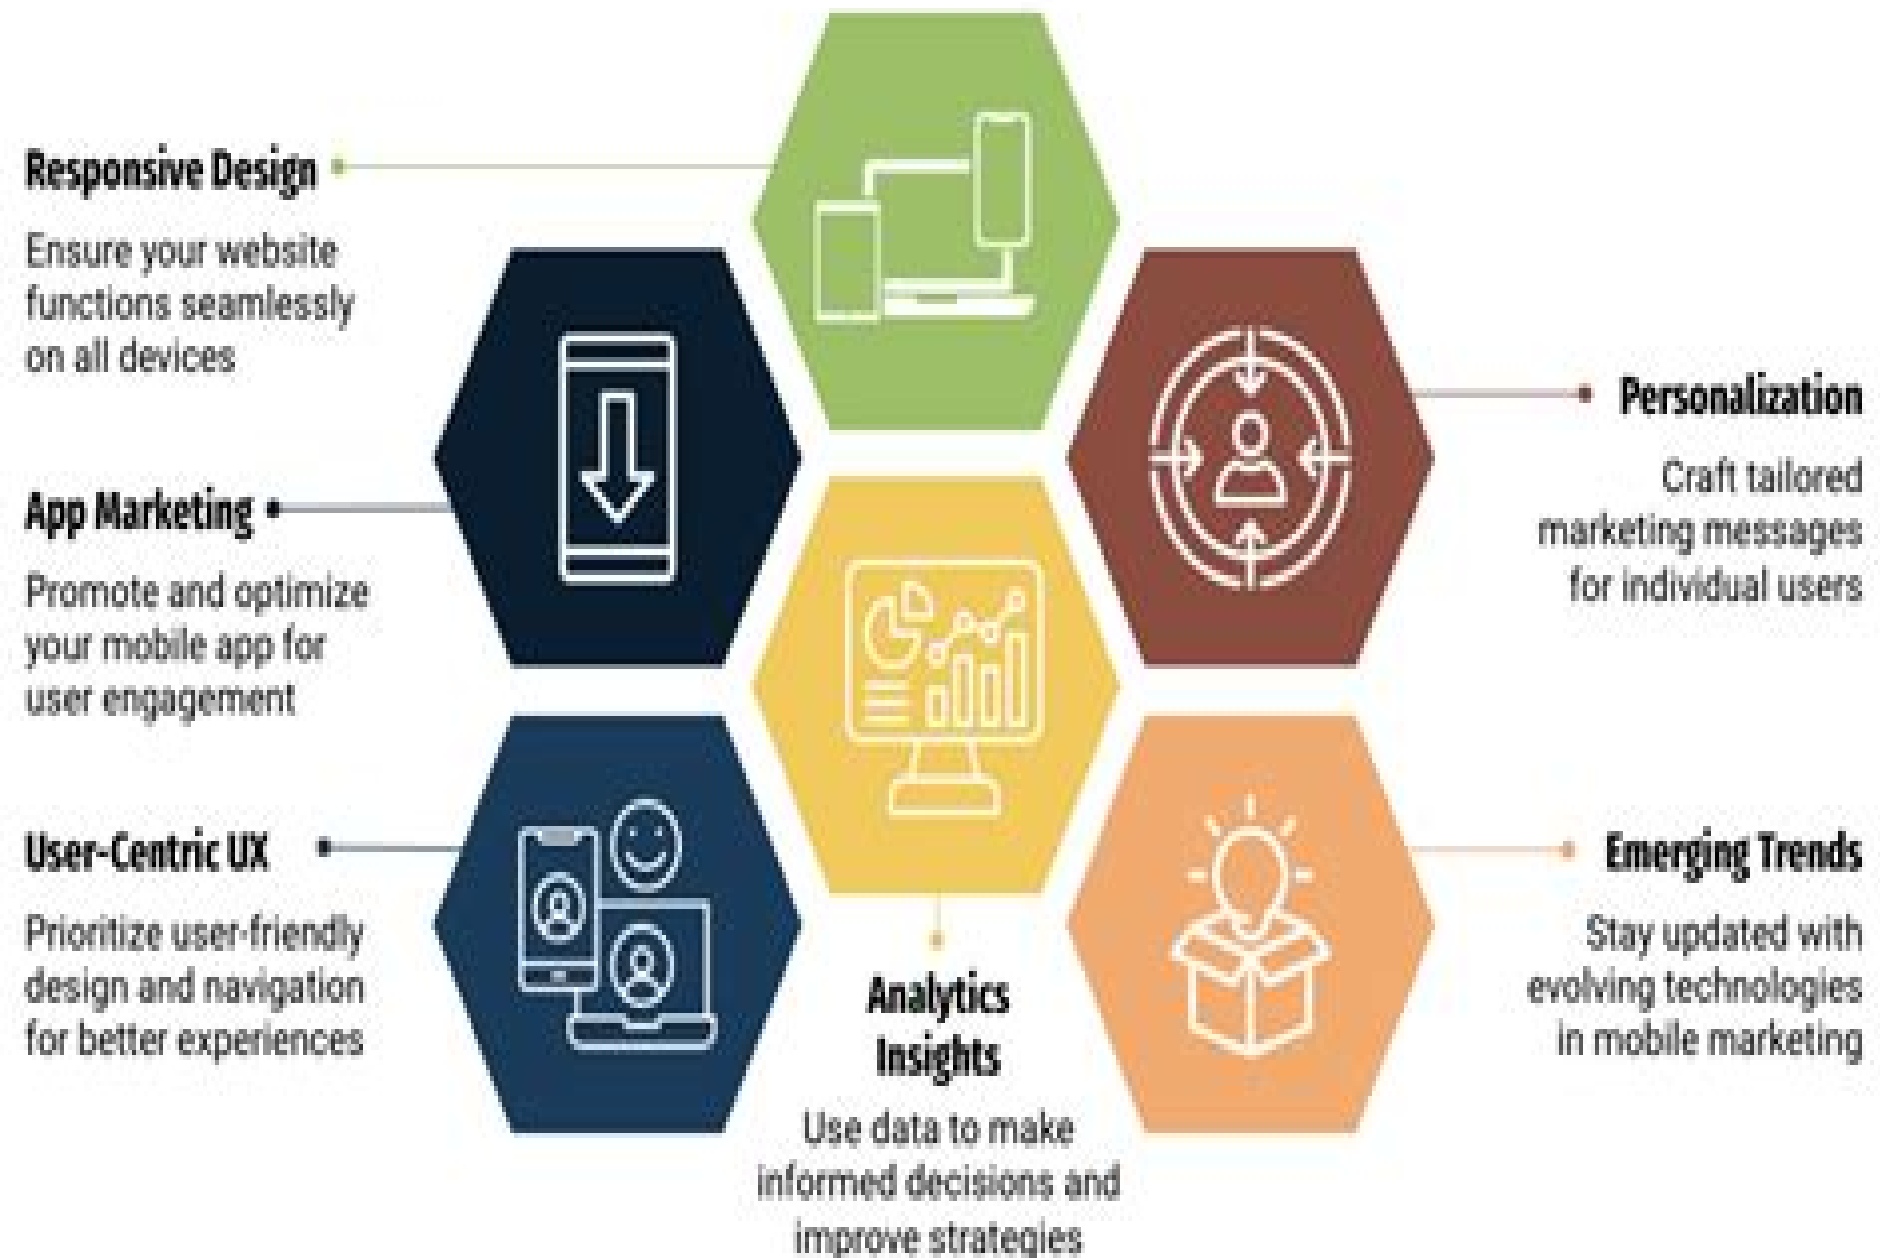 Responsive Design
Ensure your website
functions seamlessly
on all devices
App Marketing
Promote and optimize
your mobile app for
user engagement
User-Centric UX
Prioritize user-friendly
design and navigation
for better experiences
Analytics
Insights
Use data to make
informed decisions and
improve strategies
Personalization
Craft tailored
marketing messages
for individual users
Emerging Trends
Stay updated with
evolving technologies
in mobile marketing